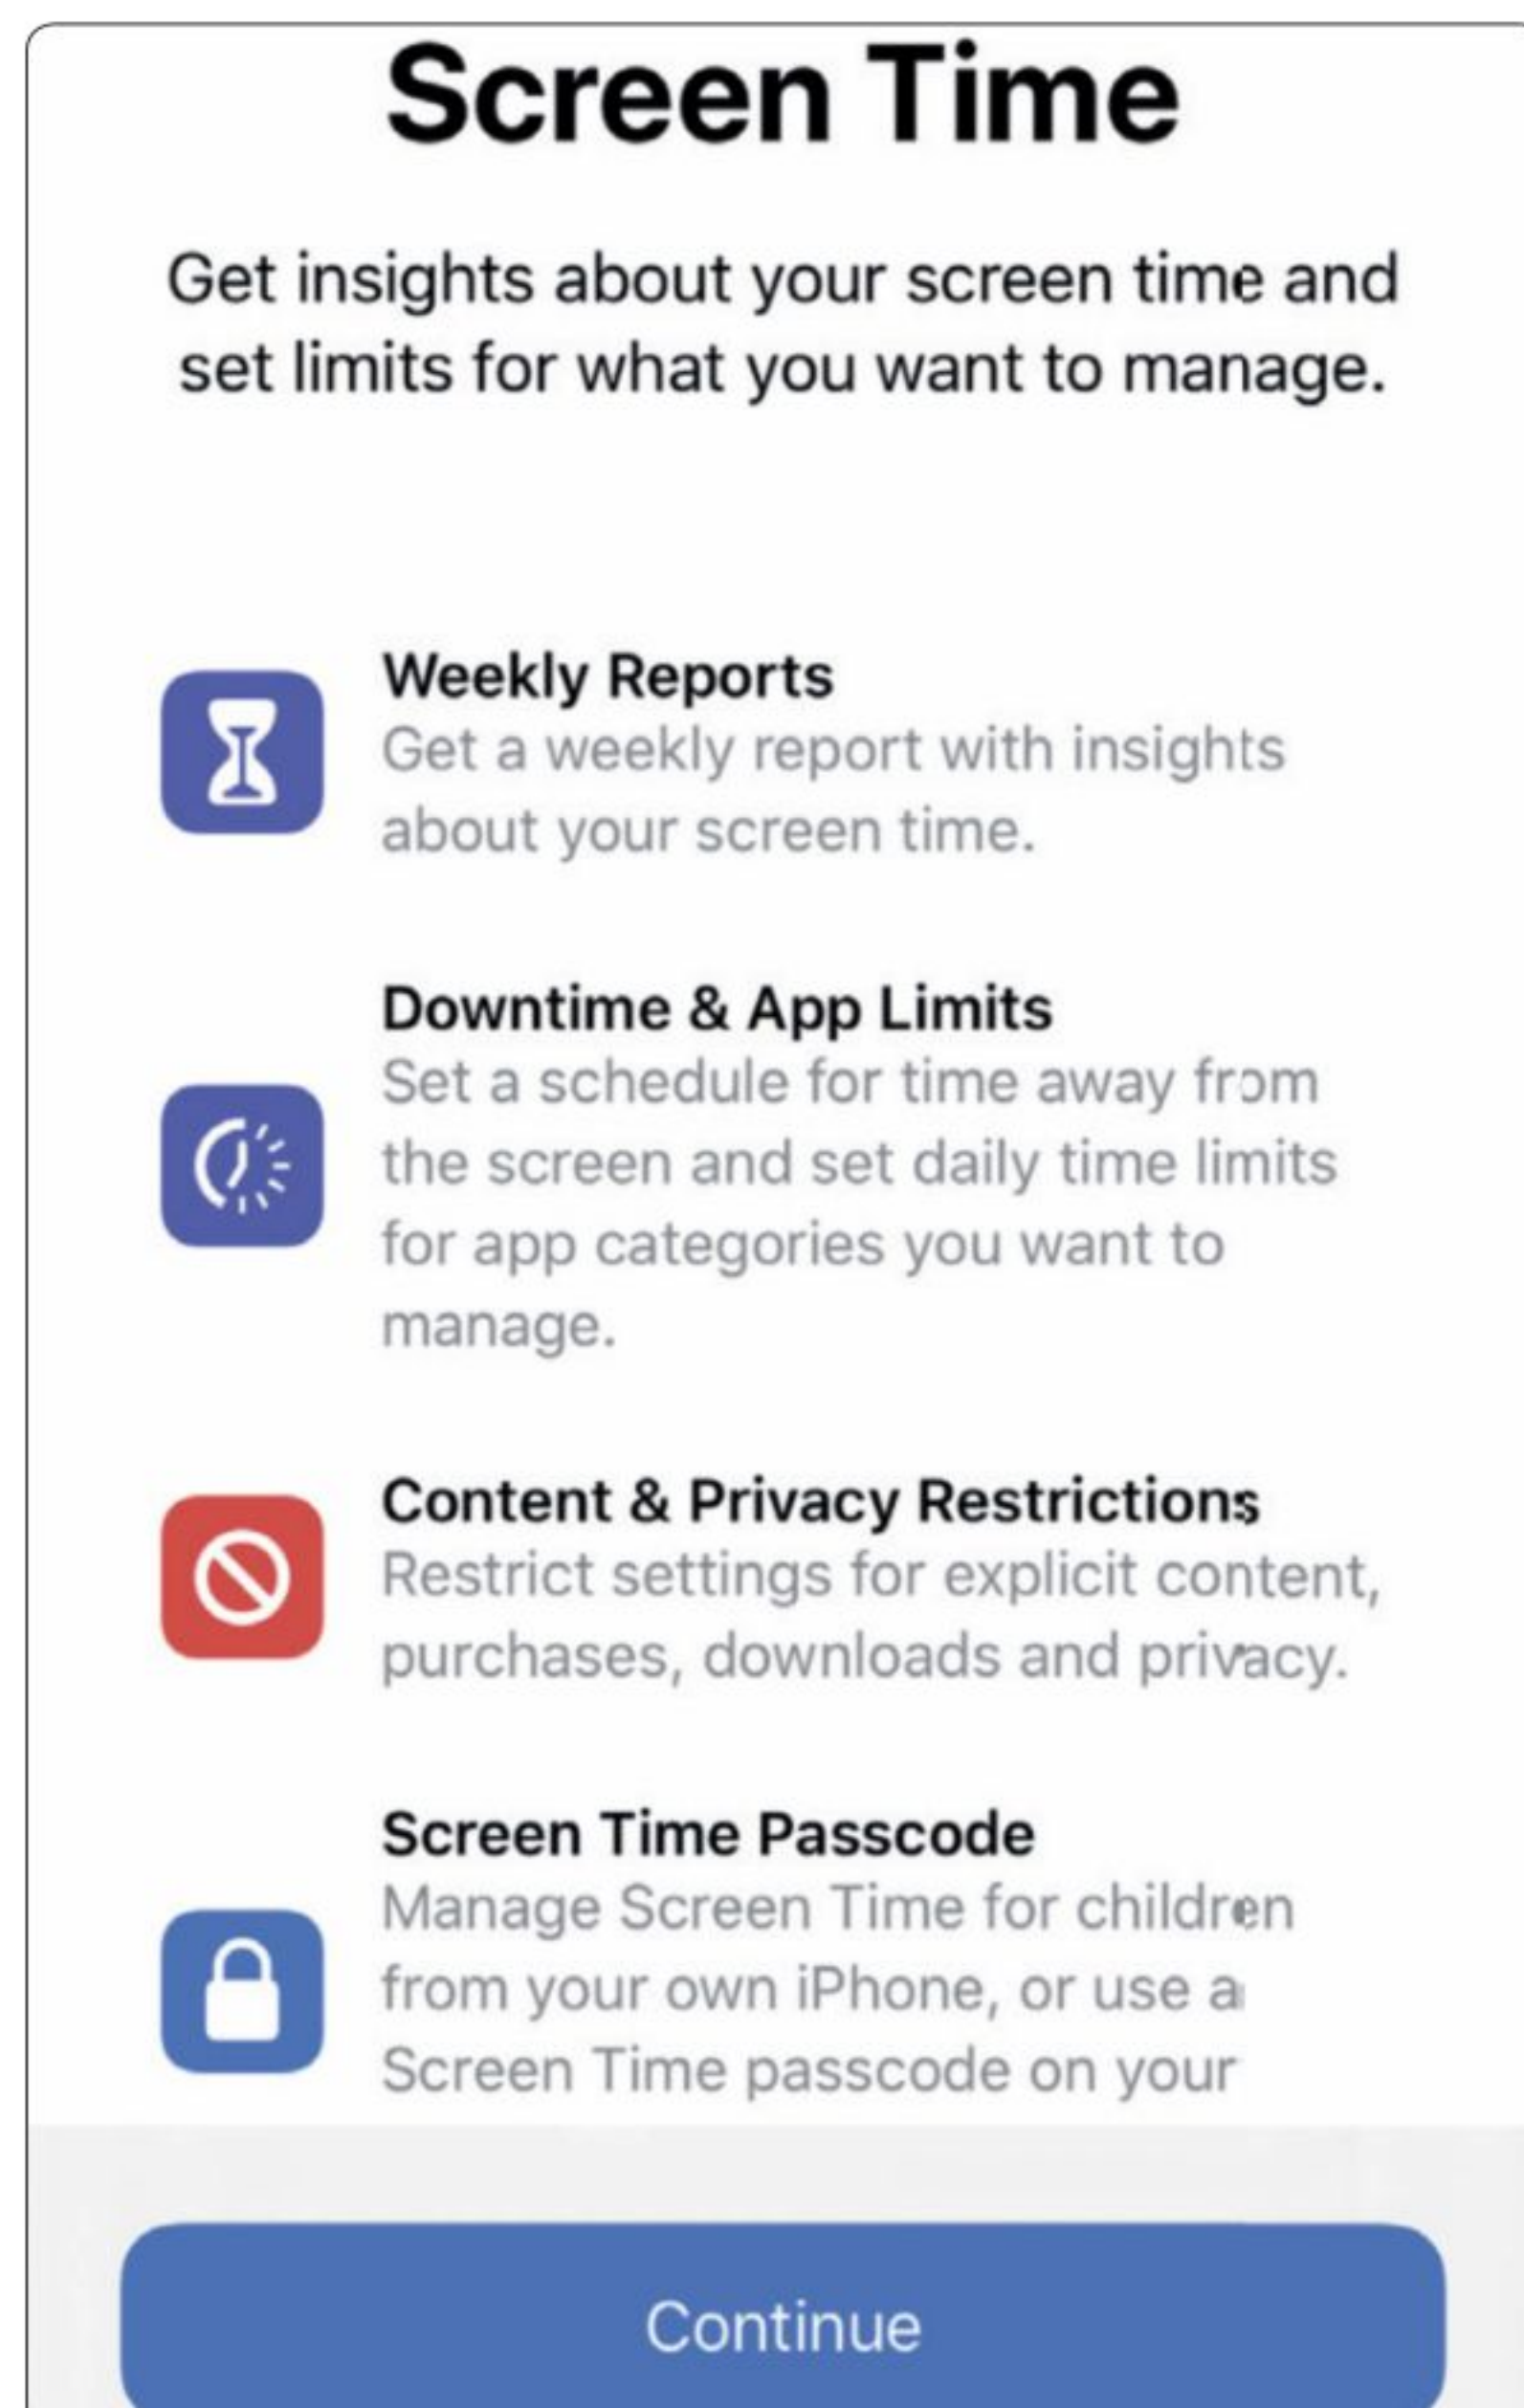 Screen Time
Get insights about your screen time and
set limits for what you want to manage.
Weekly Reports
Get a weekly report with insights
about your screen time.
Downtime & App Limits
Set a schedule for time away from
the screen and set daily time limits
for app categories you want to
manage.
Content & Privacy Restrictions
Restrict settings for explicit content,
purchases, downloads and privacy.
Screen Time Passcode
Manage Screen Time for children
from your own iPhone, or use a
Screen Time passcode on your
Continue